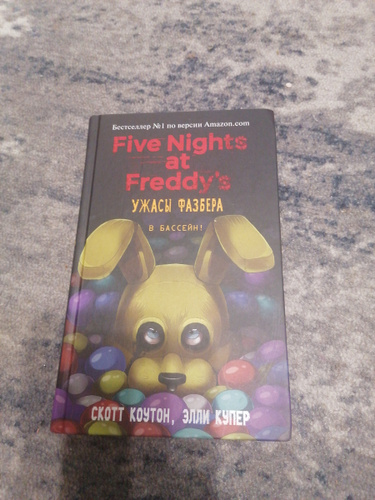 Бестселлер №1 по версии Amazon.com
Five Nights
at
Freddy's
УЖАСЫ ФАЗБЕРА
В БАССЕЙН!
СКОТТ КОУТОН, ЭЛЛИ КУПЕР